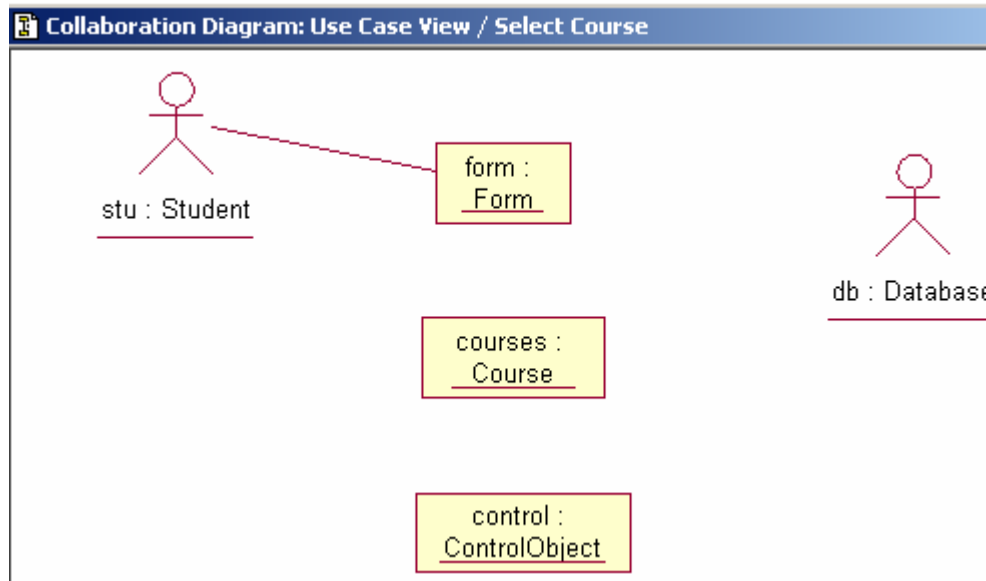 Collaboration Diagram: Use Case View / Select Course
stu : Student
form :
Form
db : Database
courses :
Course
control :
ControlObject